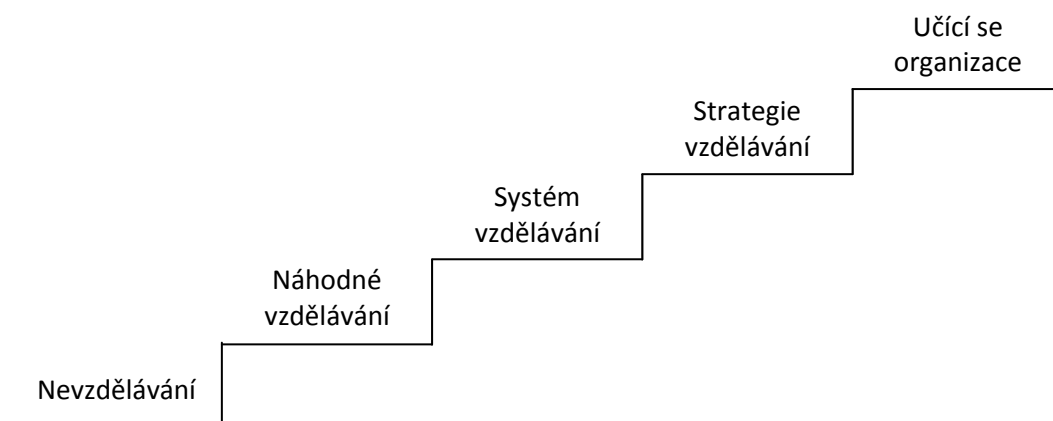 Učící se
organizace
Strategie
vzdělávání
Systém
vzdělávání
Náhodné
vzdělávání
Nevzdělávání